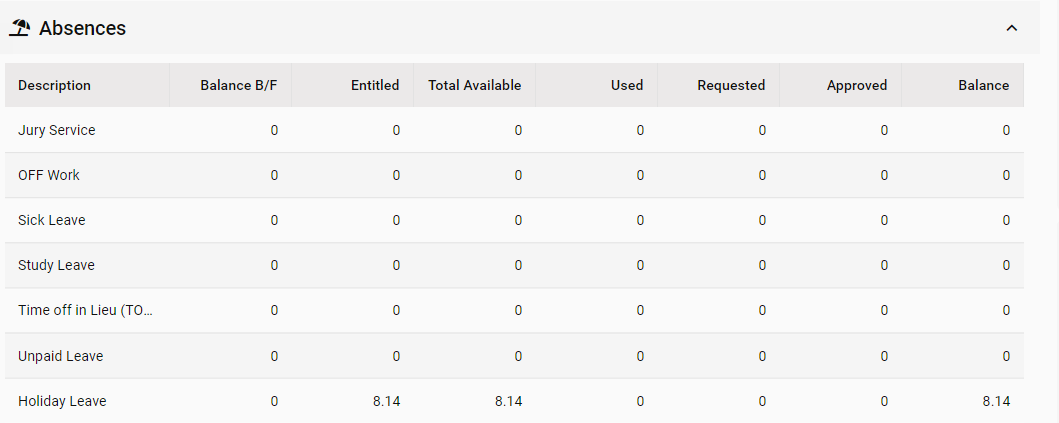 Absences
Description Balance B/F Entitled Total Available Used Requested Approved Balance
Jury Service 0 0 0 0 0 0 0
OFF Work 0 0 0 0 0 0 0
Sick Leave 0 0 0 0 0 0 0
Study Leave 0 0 0 0 0 0 0
Time off in Lieu (TO... 0 0 0 0 0 0 0
Unpaid Leave 0 0 0 0 0 0 0
Holiday Leave 0 8.14 8.14 0 0 0 8.14